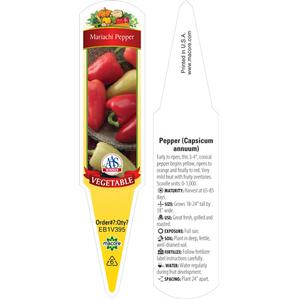 Mariachi Pepper
AAS
WINNER
VEGETABLE
Order#?:Qty?
EB1V395
macore
Printed in U.S.A.
www.macore.com
Pepper (Capsicum
annuum)
Early to ripen, this 3-4", conical
pepper begins yellow, ripens to
orange and finally to red. Very
mild heat with fruity overtones.
Scoville units: 0-1,000.
MATURITY: Harvest at 65-85
days.
SIZE: Grows 18-24" tall by
18" wide.
USE: Great fresh, grilled and
roasted.
EXPOSURE: Full sun.
SOIL: Plant in deep, fertile,
well-drained soil.
FERTILIZE: Follow fertilizer
label instructions carefully.
WATER: Water regularly
during fruit development.
SPACING: Plant 24" apart.